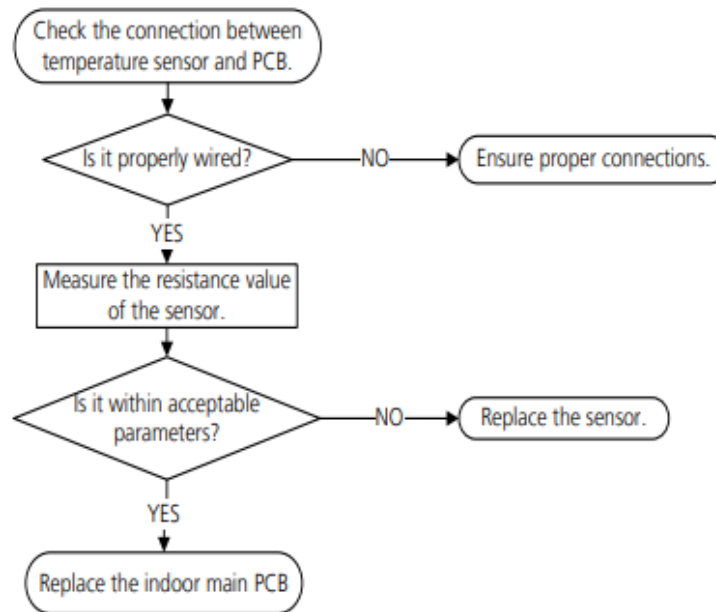 Check the connection between
temperature sensor and PCB.
Is it properly wired?
NO
Ensure proper connections.
YES
Measure the resistance value
of the sensor.
Is it within acceptable
parameters?
NO
Replace the sensor.
YES
Replace the indoor main PCB